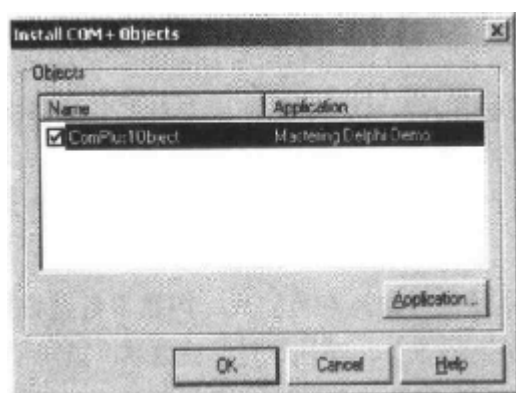 Install COM+ Objects
Objects
Name Application
ComPlus1Object Mastering Delphi Demo
Application...
OK Cancel Help